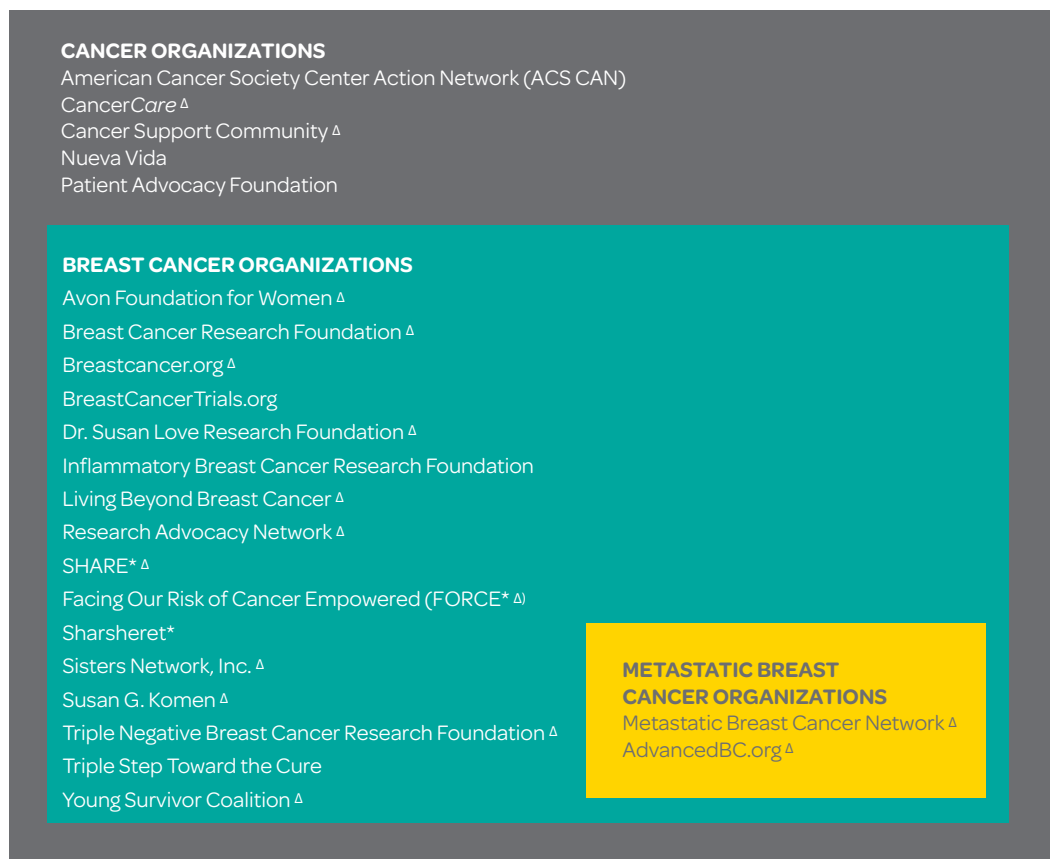 CANCER ORGANIZATIONS
American Cancer Society Center Action Network (ACS CAN)
CancerCare Δ
Cancer Support Community Δ
Nueva Vida
Patient Advocacy Foundation
BREAST CANCER ORGANIZATIONS
Avon Foundation for Women Δ
Breast Cancer Research Foundation Δ
Breastcancer.org Δ
BreastCancerTrials.org
Dr. Susan Love Research Foundation Δ
Inflammatory Breast Cancer Research Foundation
Living Beyond Breast Cancer Δ
Research Advocacy Network Δ
SHARE* Δ
Facing Our Risk of Cancer Empowered (FORCE* Δ)
Sharsheret*
Sisters Network, Inc. Δ
Susan G. Komen Δ
Triple Negative Breast Cancer Research Foundation Δ
Triple Step Toward the Cure
Young Survivor Coalition Δ
METASTATIC BREAST
CANCER ORGANIZATIONS
Metastatic Breast Cancer Network Δ
AdvancedBC.org Δ